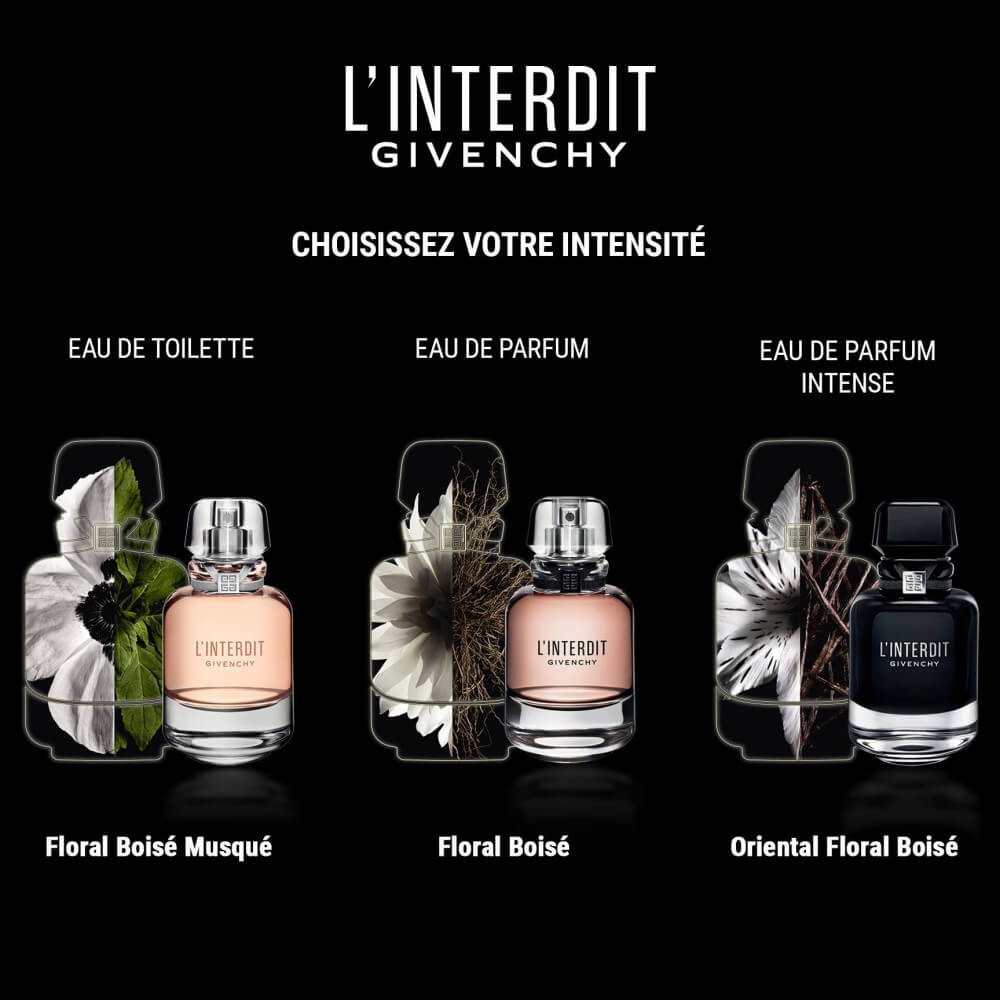 L'INTERDIT
GIVENCHY
CHOISISSEZ VOTRE INTENSITÉ
EAU DE TOILETTE
EAU DE PARFUM
EAU DE PARFUM
INTENSE
L'INTERDIT
GIVENCHY
L'INTERDIT
GIVENCHY
L'INTERDIT
GIVENCHY
Floral Boisé Musqué
Floral Boisé
Oriental Floral Boisé